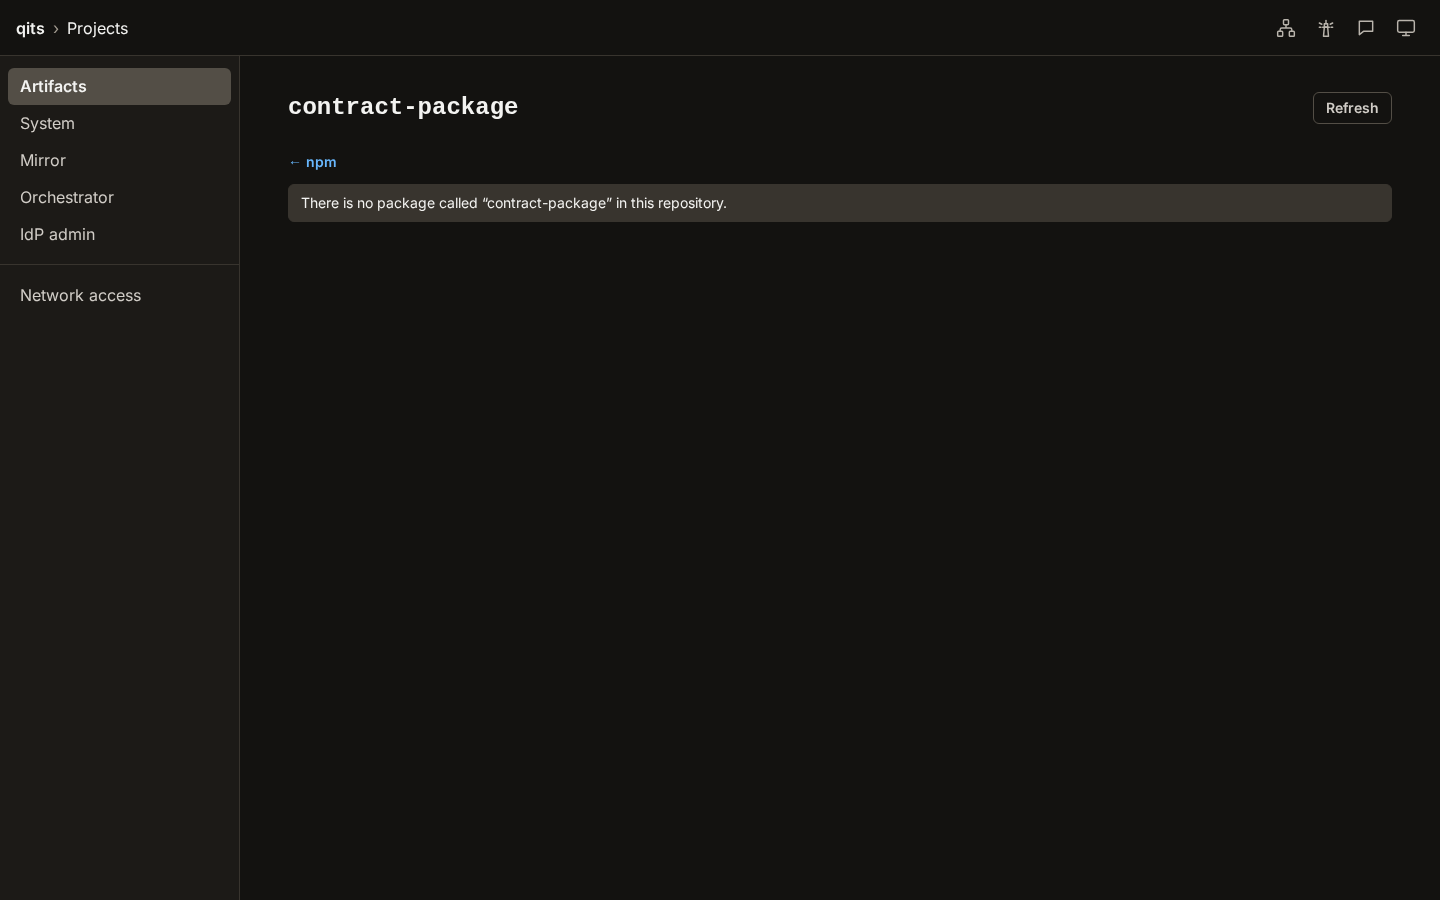 qits › Projects
Artifacts
System
Mirror
Orchestrator
IdP admin
Network access
contract-package
Refresh
← npm
There is no package called “contract-package” in this repository.